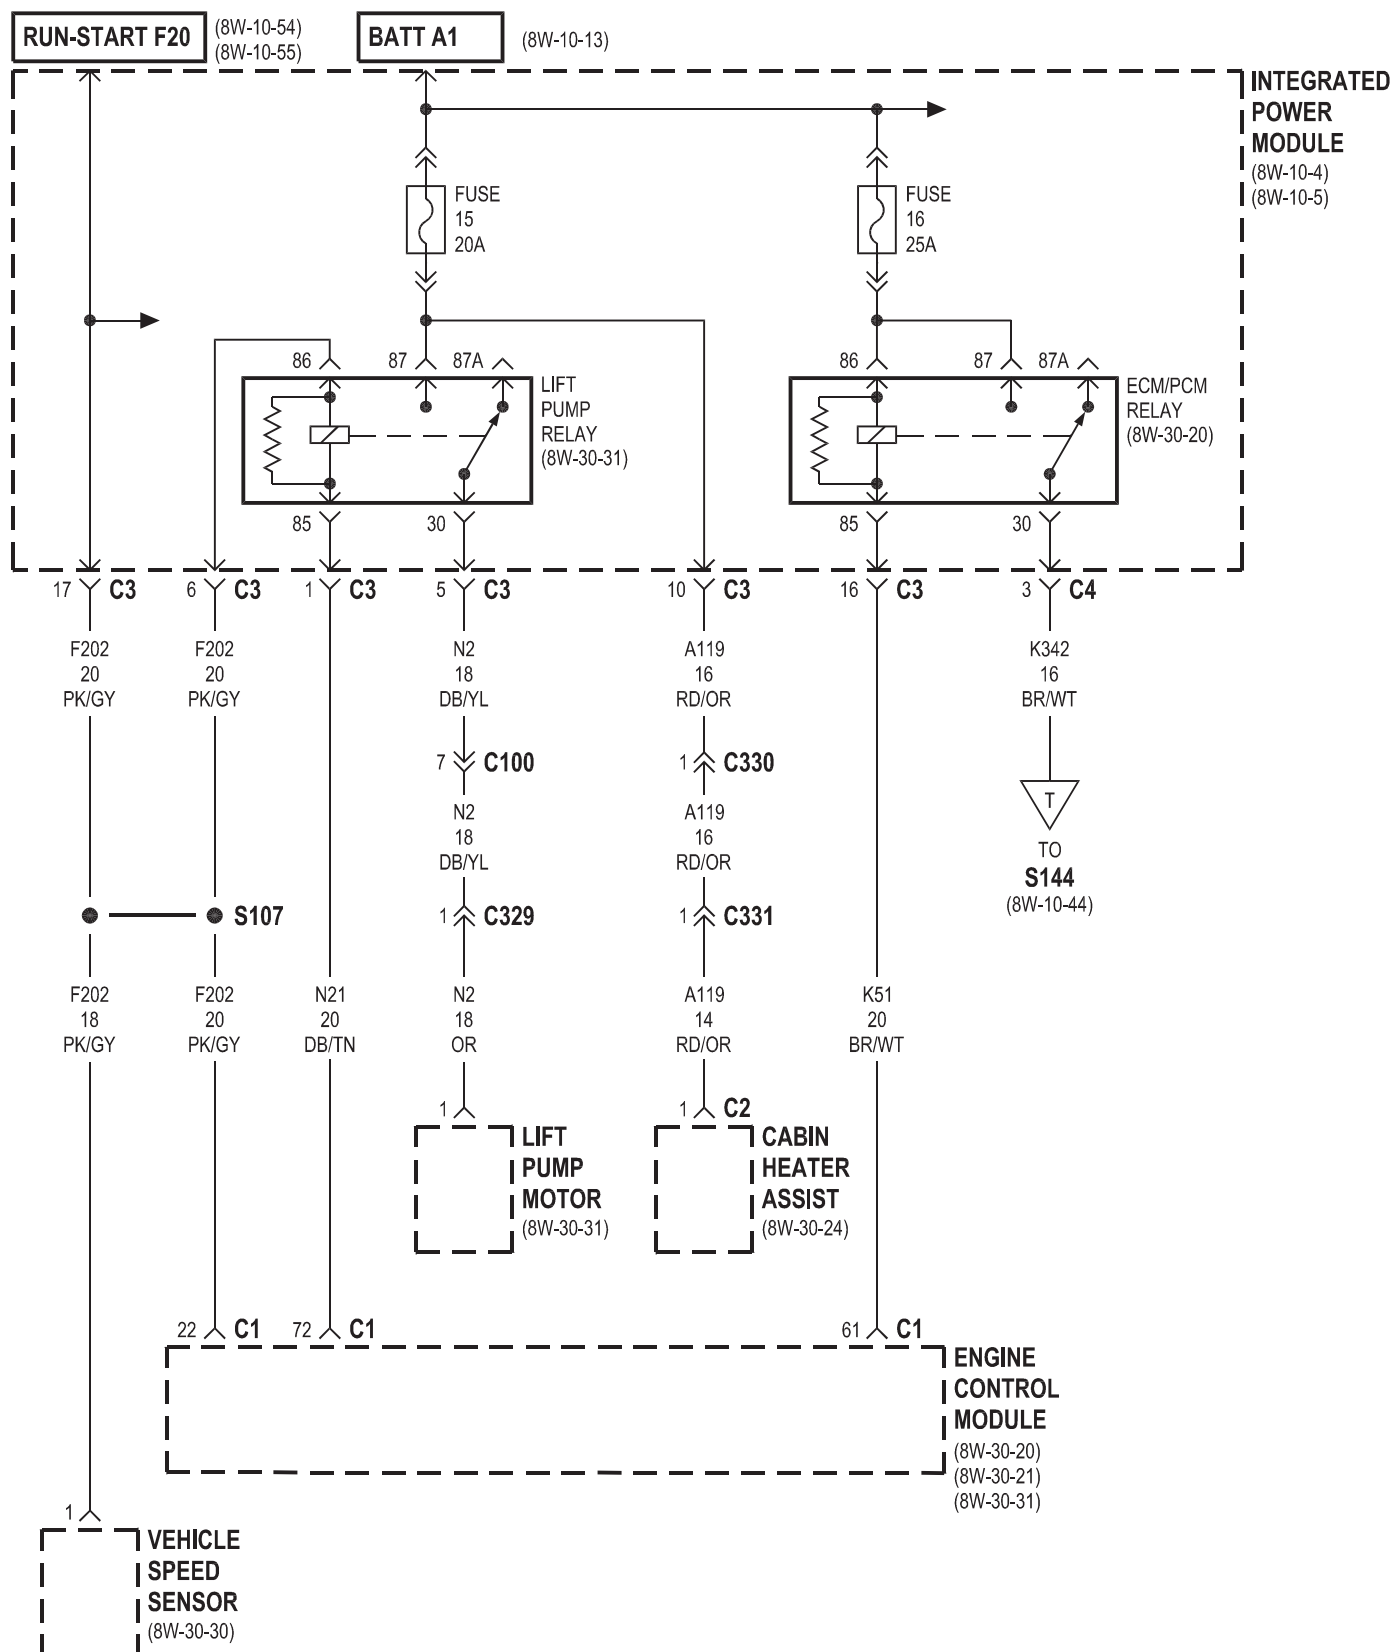 RUN-START F20
(8W-10-54)
(8W-10-55)
BATT A1
(8W-10-13)
INTEGRATED
POWER
MODULE
(8W-10-4)
(8W-10-5)
FUSE
15
20A
FUSE
16
25A
86
87
87A
LIFT
PUMP
RELAY
(8W-30-31)
85
30
86
87
87A
ECM/PCM
RELAY
(8W-30-20)
85
30
17 C3
6 C3
1 C3
5 C3
10 C3
16 C3
3 C4
F202
20
PK/GY
F202
20
PK/GY
N2
18
DB/YL
A119
16
RD/OR
K342
16
BR/WT
7 C100
1 C330
T
TO
S144
(8W-10-44)
N2
18
DB/YL
A119
16
RD/OR
S107
1 C329
1 C331
F202
18
PK/GY
F202
20
PK/GY
N21
20
DB/TN
N2
18
OR
A119
14
RD/OR
K51
20
BR/WT
1
LIFT
PUMP
MOTOR
(8W-30-31)
1 C2
CABIN
HEATER
ASSIST
(8W-30-24)
22 C1
72 C1
61 C1
ENGINE
CONTROL
MODULE
(8W-30-20)
(8W-30-21)
(8W-30-31)
1
VEHICLE
SPEED
SENSOR
(8W-30-30)